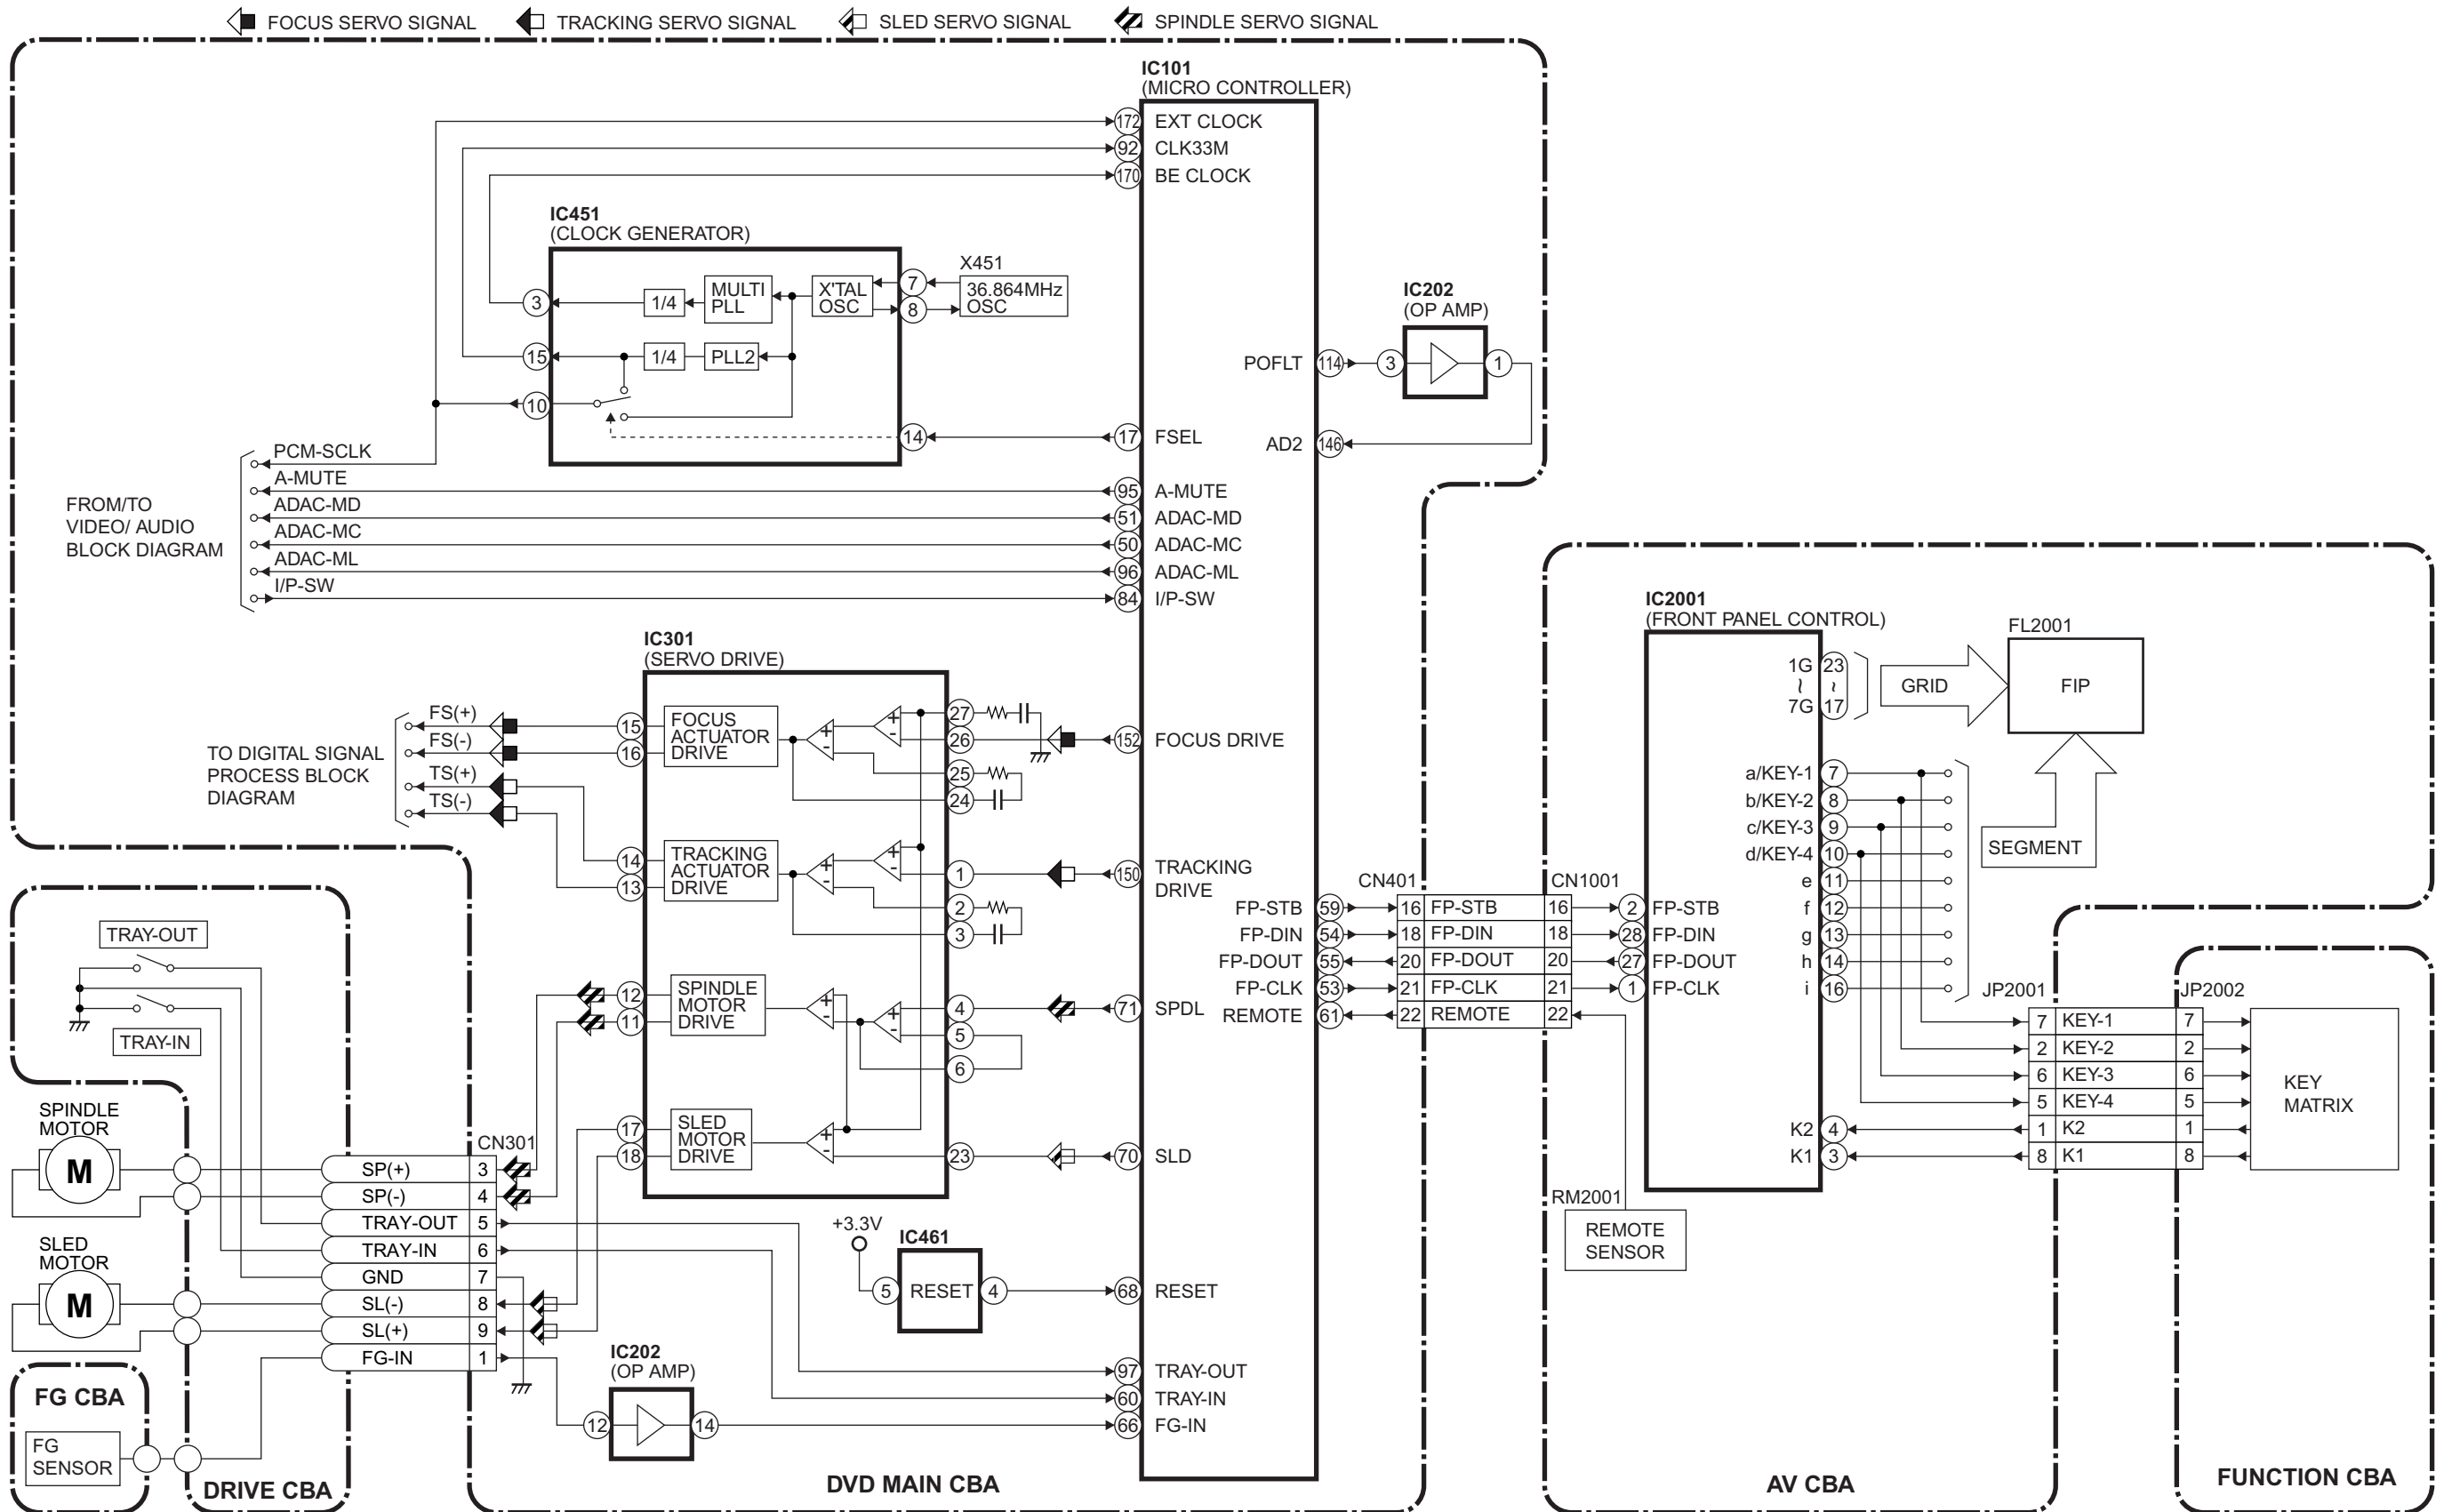 FOCUS SERVO SIGNAL
TRACKING SERVO SIGNAL
SLED SERVO SIGNAL
SPINDLE SERVO SIGNAL
IC101
(MICRO CONTROLLER)
172 EXT CLOCK
92 CLK33M
170 BE CLOCK
IC451
(CLOCK GENERATOR)
3
1/4
MULTI
PLL
X'TAL
OSC
7
8
X451
36.864MHz
OSC
15
1/4
PLL2
10
14
17 FSEL
IC202
(OP AMP)
POFLT 114
3
1
AD2 146
FROM/TO
VIDEO/ AUDIO
BLOCK DIAGRAM
PCM-SCLK
A-MUTE
ADAC-MD
ADAC-MC
ADAC-ML
I/P-SW
95 A-MUTE
51 ADAC-MD
50 ADAC-MC
96 ADAC-ML
84 I/P-SW
IC301
(SERVO DRIVE)
TO DIGITAL SIGNAL
PROCESS BLOCK
DIAGRAM
FS(+)
FS(-)
TS(+)
TS(-)
15
16
FOCUS
ACTUATOR
DRIVE
+
-
+
-
27
26
25
24
152 FOCUS DRIVE
14
13
TRACKING
ACTUATOR
DRIVE
+
-
+
-
1
2
3
150 TRACKING
DRIVE
12
11
SPINDLE
MOTOR
DRIVE
+
-
+
-
4
5
6
71 SPDL
17
18
SLED
MOTOR
DRIVE
+
-
23
70 SLD
FP-STB 59
FP-DIN 54
FP-DOUT 55
FP-CLK 53
REMOTE 61
CN401
CN1001
16 FP-STB 16
18 FP-DIN 18
20 FP-DOUT 20
21 FP-CLK 21
22 REMOTE 22
2 FP-STB
28 FP-DIN
27 FP-DOUT
1 FP-CLK
IC2001
(FRONT PANEL CONTROL)
1G 23
~ ~
7G 17
GRID
FL2001
FIP
SEGMENT
a/KEY-1 7
b/KEY-2 8
c/KEY-3 9
d/KEY-4 10
e 11
f 12
g 13
h 14
i 16
K2 4
K1 3
JP2001
JP2002
7 KEY-1 7
2 KEY-2 2
6 KEY-3 6
5 KEY-4 5
1 K2 1
8 K1 8
KEY
MATRIX
RM2001
REMOTE
SENSOR
TRAY-OUT
TRAY-IN
SPINDLE
MOTOR
M
SLED
MOTOR
M
CN301
SP(+) 3
SP(-) 4
TRAY-OUT 5
TRAY-IN 6
GND 7
SL(-) 8
SL(+) 9
FG-IN 1
+3.3V
IC461
5
RESET
4
68 RESET
IC202
(OP AMP)
12
14
97 TRAY-OUT
60 TRAY-IN
66 FG-IN
FG CBA
FG
SENSOR
DRIVE CBA
DVD MAIN CBA
AV CBA
FUNCTION CBA